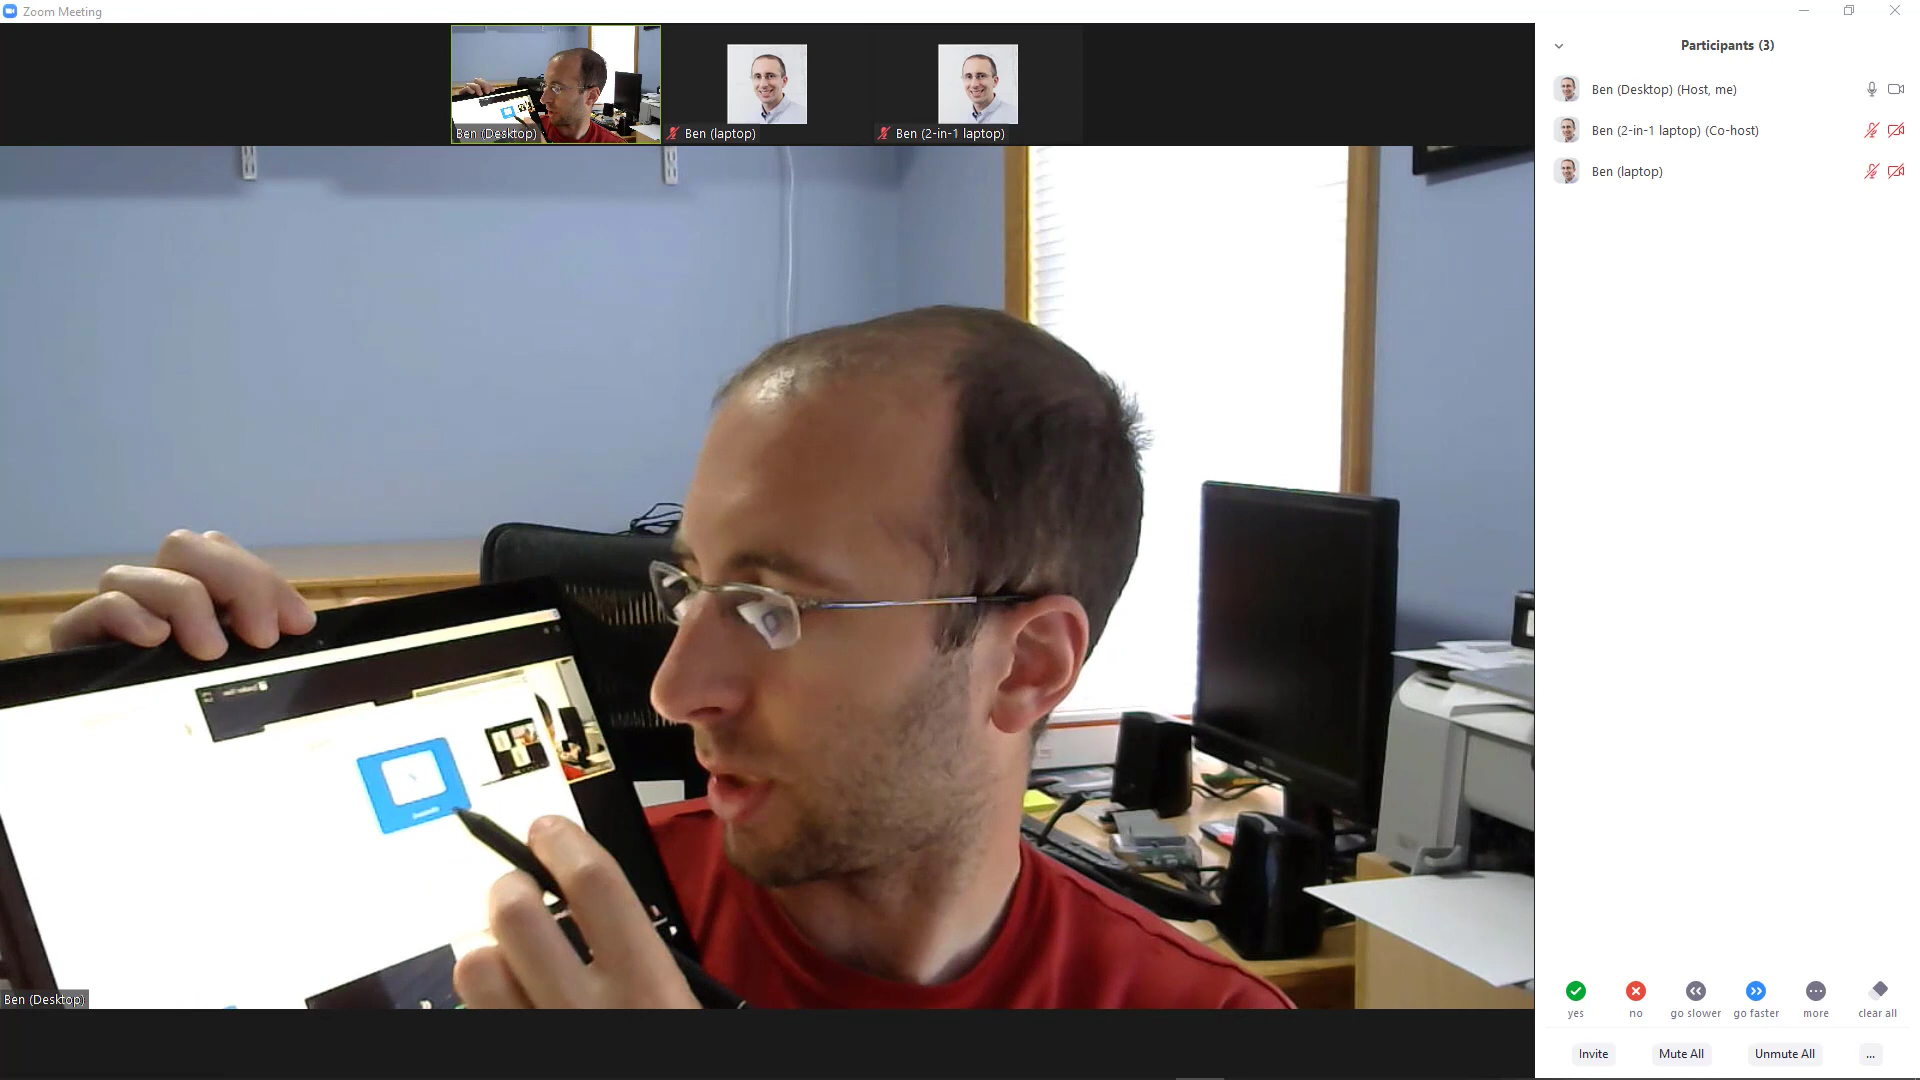 Zoom Meeting
Ben (Desktop)
Ben (laptop)
Ben (2-in-1 laptop)
Participants (3)
Ben (Desktop) (Host, me)
Ben (2-in-1 laptop) (Co-host)
Ben (laptop)
Ben (Desktop)
yes
no
go slower
go faster
more
clear all
Invite
Mute All
Unmute All
...